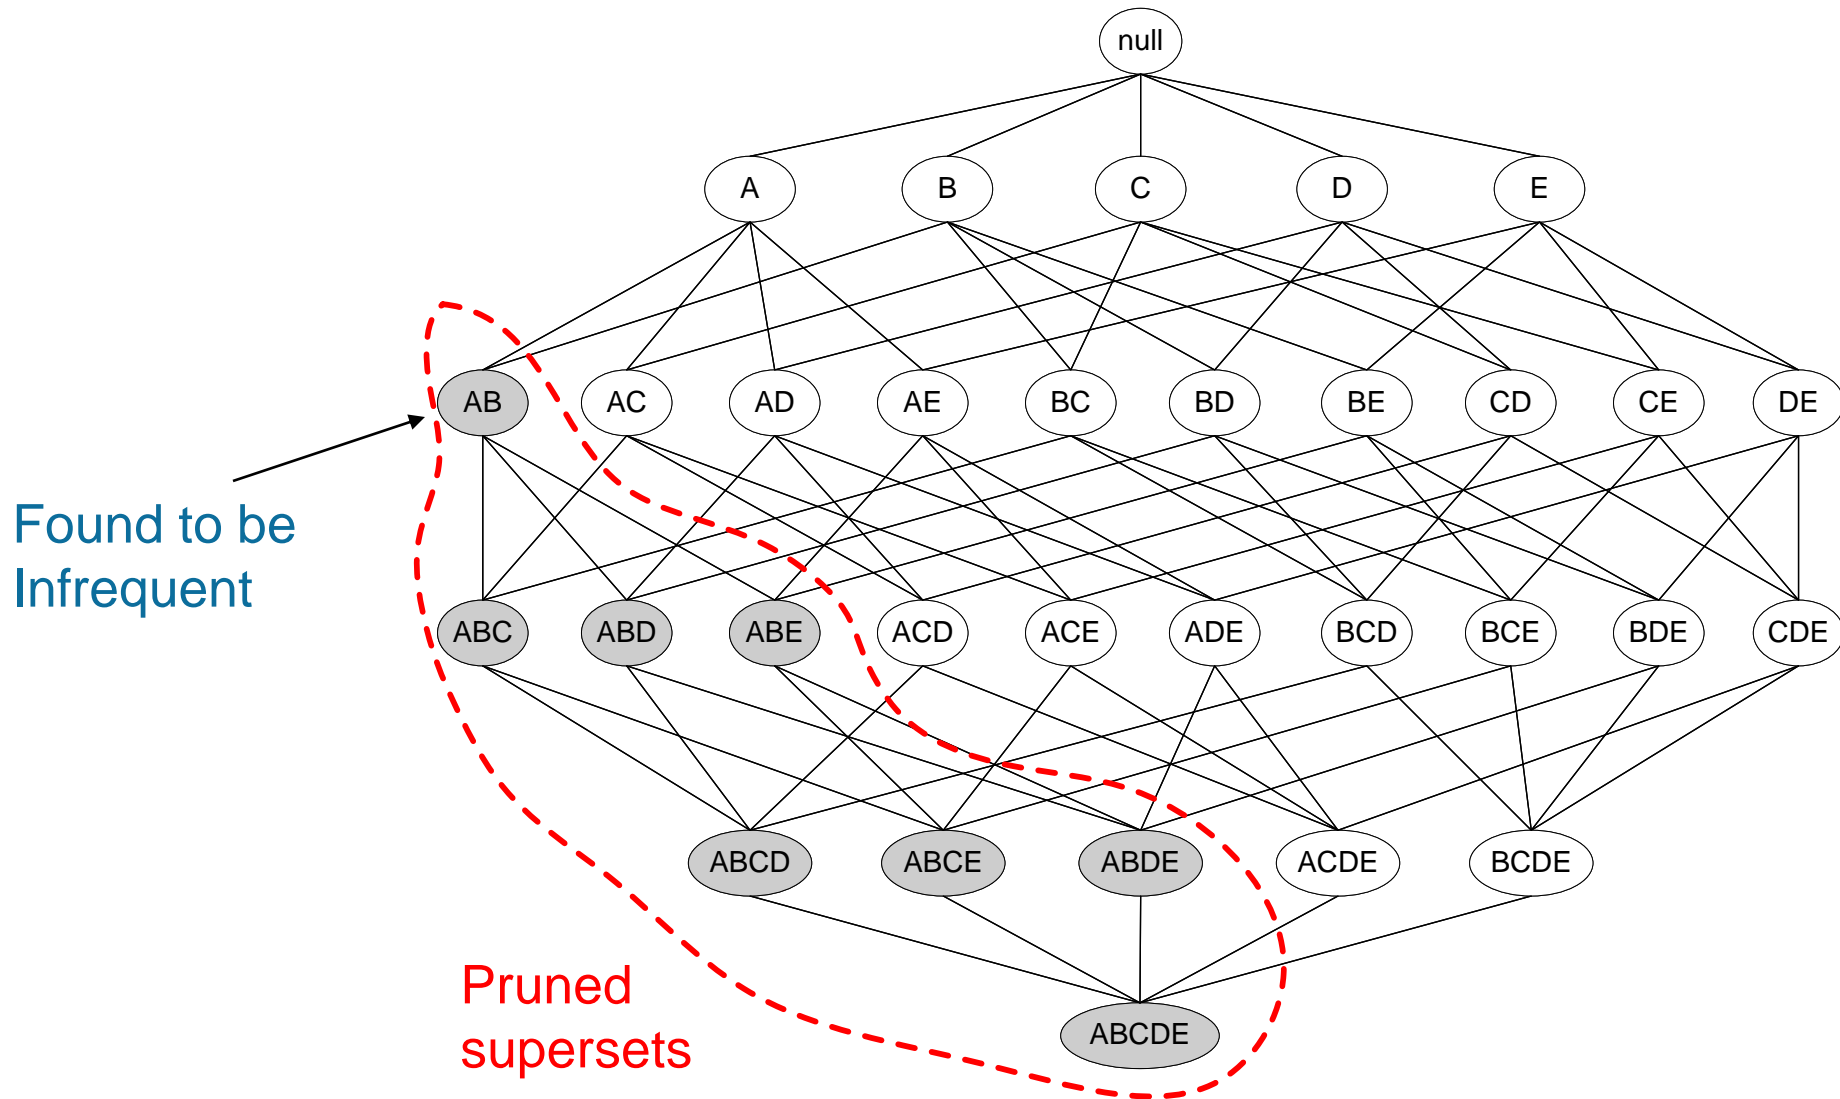 null
A B C D E
AB AC AD AE BC BD BE CD CE DE
Found to be
Infrequent
ABC ABD ABE ACD ACE ADE BCD BCE BDE CDE
ABCD ABCE ABDE ACDE BCDE
Pruned
supersets
ABCDE